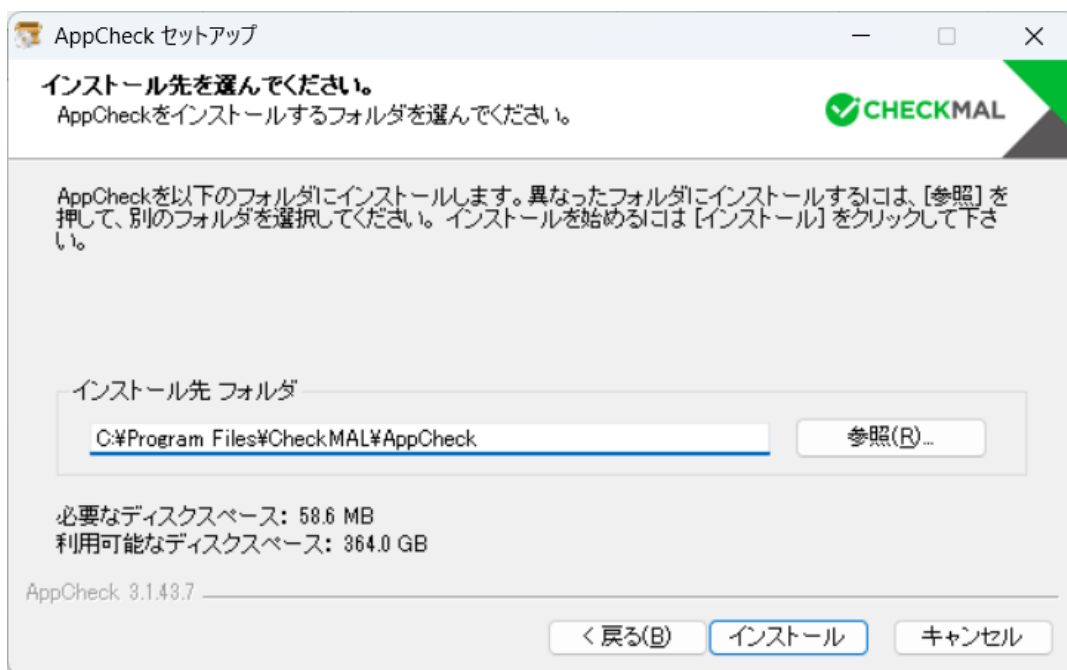 AppCheck セットアップ
インストール先を選んでください。
AppCheckをインストールするフォルダを選んでください。
CHECKMAL
AppCheckを以下のフォルダにインストールします。異なったフォルダにインストールするには、[参照] を
押して、別のフォルダを選択してください。インストールを始めるには [インストール] をクリックして下さ
い。
インストール先 フォルダ
C:¥Program Files¥CheckMAL¥AppCheck
参照(R)...
必要なディスクスペース: 58.6 MB
利用可能なディスクスペース: 364.0 GB
AppCheck 3.1.43.7
< 戻る(B)
インストール
キャンセル